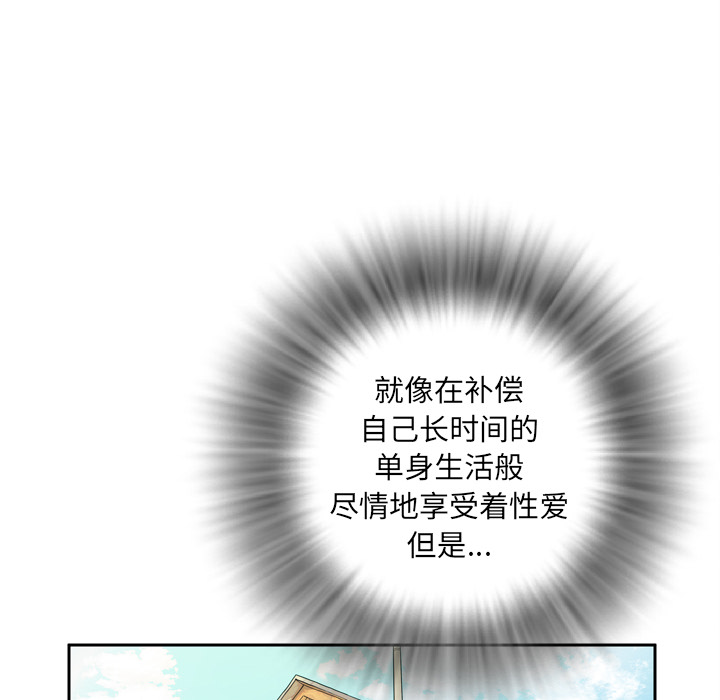 就像在补偿
自己长时间的
单身生活般
尽情地享受着性爱
但是...